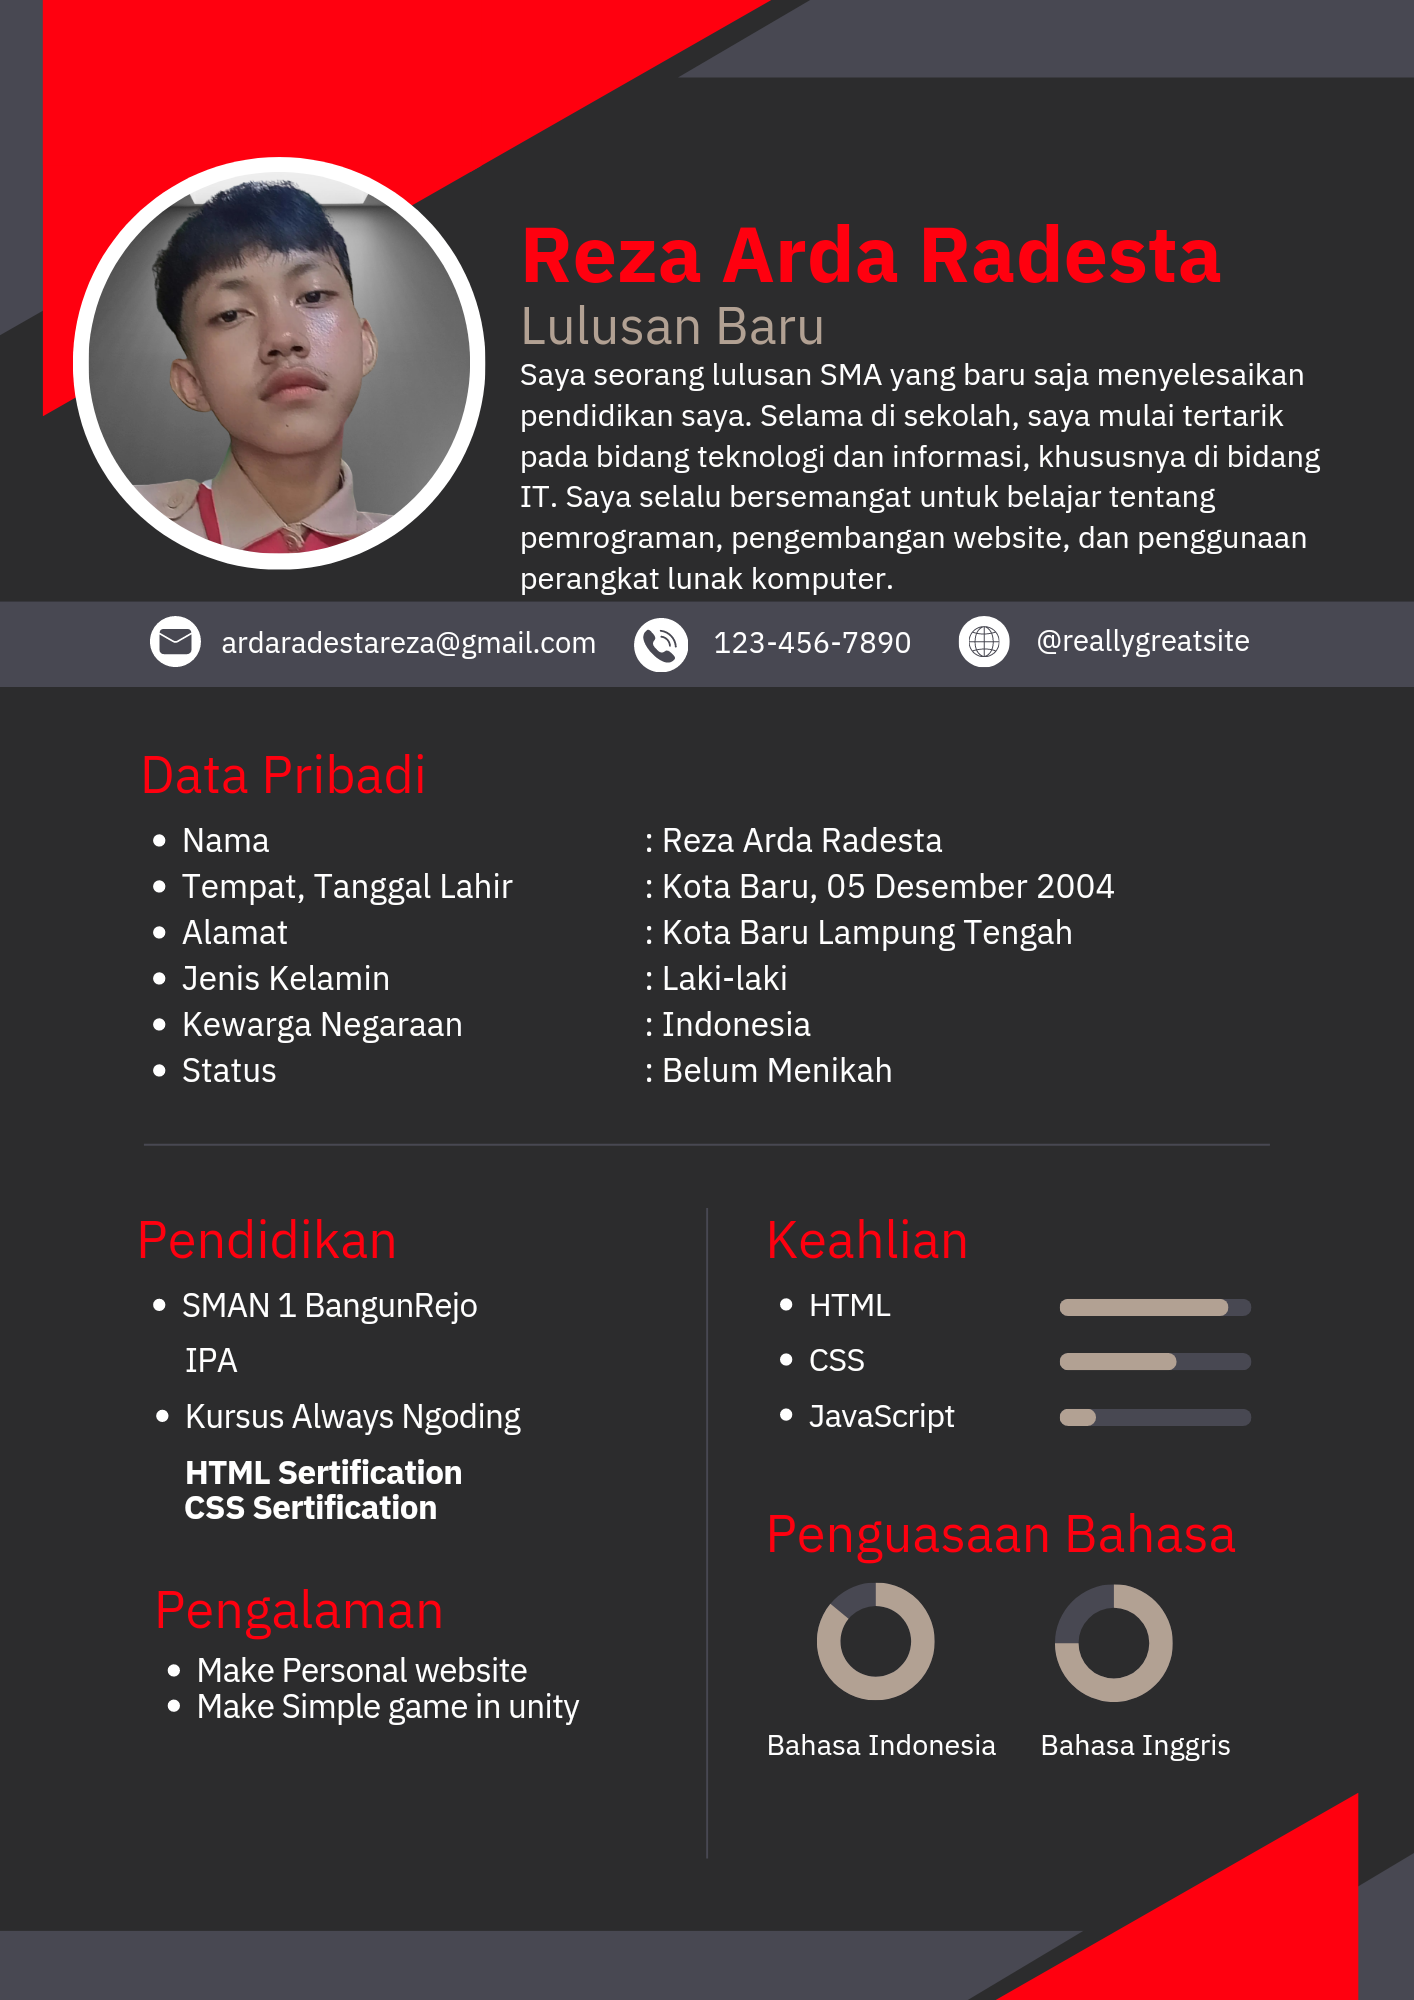 Reza Arda Radesta
Lulusan Baru
Saya seorang lulusan SMA yang baru saja menyelesaikan
pendidikan saya. Selama di sekolah, saya mulai tertarik
pada bidang teknologi dan informasi, khususnya di bidang
IT. Saya selalu bersemangat untuk belajar tentang
pemrograman, pengembangan website, dan penggunaan
perangkat lunak komputer.
ardaradestareza@gmail.com 123-456-7890 @reallygreatsite
Data Pribadi
Nama : Reza Arda Radesta
Tempat, Tanggal Lahir : Kota Baru, 05 Desember 2004
Alamat : Kota Baru Lampung Tengah
Jenis Kelamin : Laki-laki
Kewarga Negaraan : Indonesia
Status : Belum Menikah
Pendidikan
SMAN 1 BangunRejo
IPA
Kursus Always Ngoding
HTML Sertification
CSS Sertification
Pengalaman
Make Personal website
Make Simple game in unity
Keahlian
HTML
CSS
JavaScript
Penguasaan Bahasa
Bahasa Indonesia Bahasa Inggris